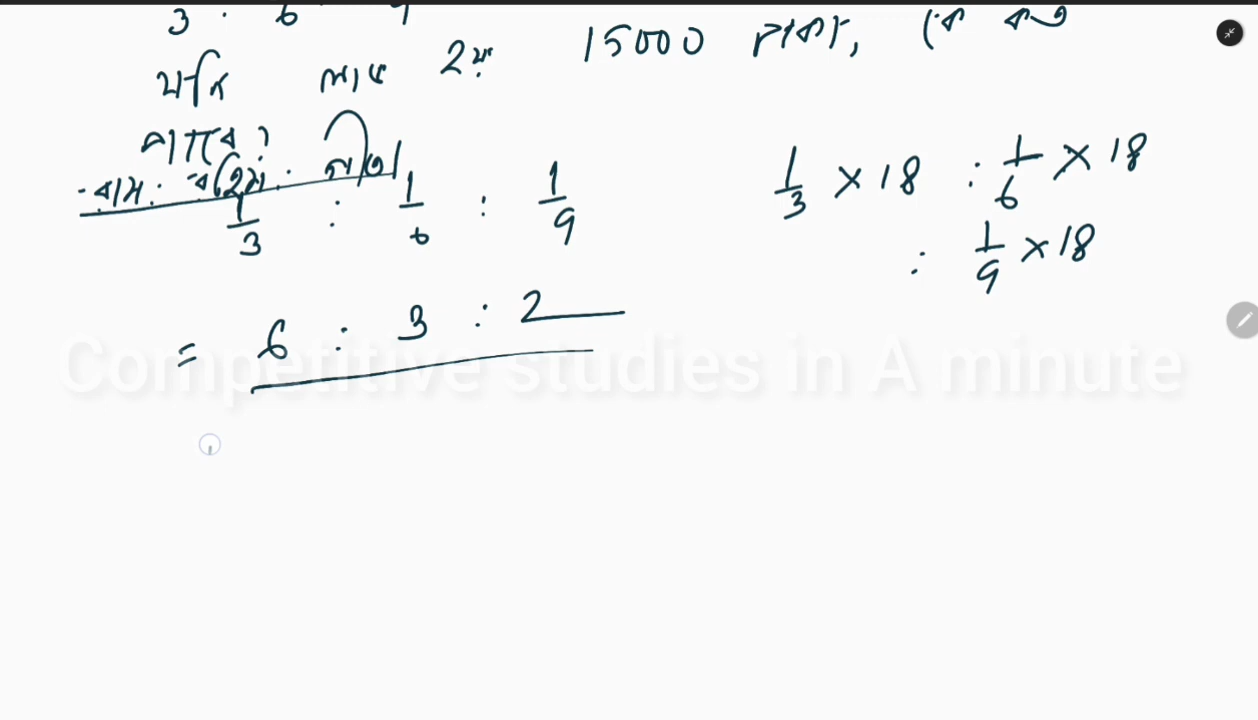 3 : 6 9
যদি লাভ 2য় 15000 টাকা, কে কত
পাবে?
রাম : রহিম : সীতা
1/3 : 1/6 : 1/9
1/3 × 18 : 1/6 × 18
: 1/9 × 18
= 6 : 3 : 2
Competitive studies in A minute